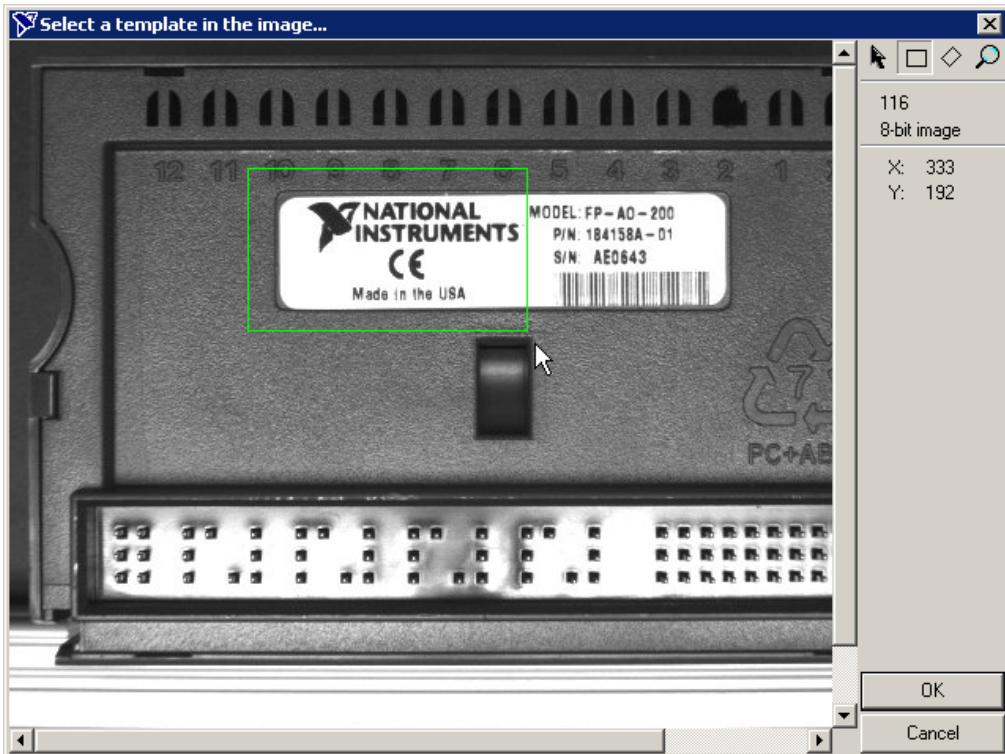 Select a template in the image...
116
8-bit image
X: 333
Y: 192
12 11 10 9 8 7 6 5 4 3 2 1
NATIONAL
INSTRUMENTS
CE
Made in the USA
MODEL: FP-AO-200
P/N: 184158A-01
S/N: AE0643
7
PC+AB
OK
Cancel